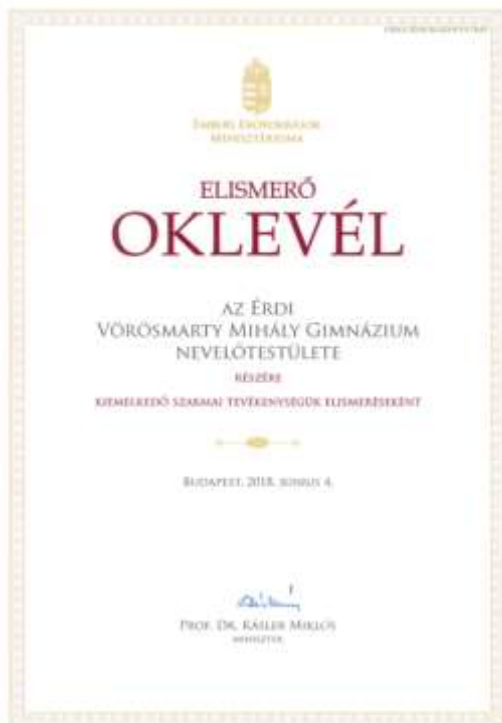 Emberi Erőforrások
Minisztériuma
Elismerő
Oklevél
az Érdi
Vörösmarty Mihály Gimnázium
nevelőtestülete
részére
kiemelkedő szakmai tevékenységük elismeréseként
Budapest, 2018. június 4.
Prof. Dr. Kásler Miklós
miniszter